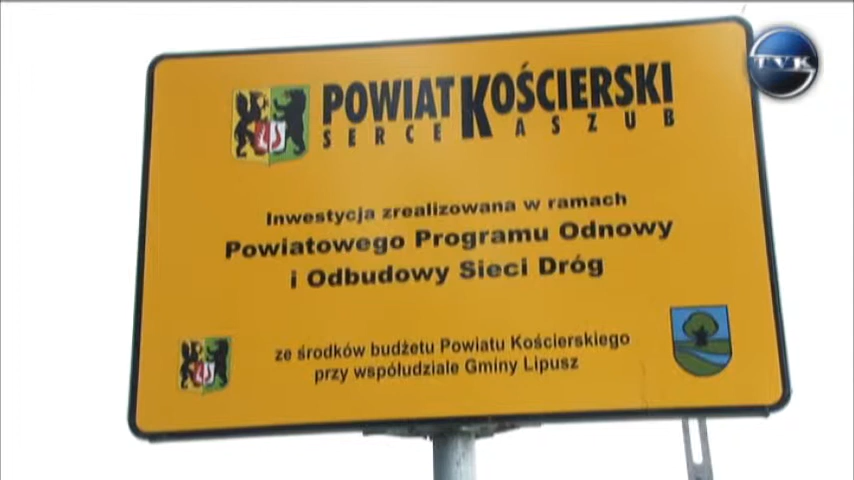 TVK
POWIAT KOŚCIERSKI
SERCE KASZUB
Inwestycja zrealizowana w ramach
Powiatowego Programu Odnowy
i Odbudowy Sieci Dróg
ze środków budżetu Powiatu Kościerskiego
przy współudziale Gminy Lipusz